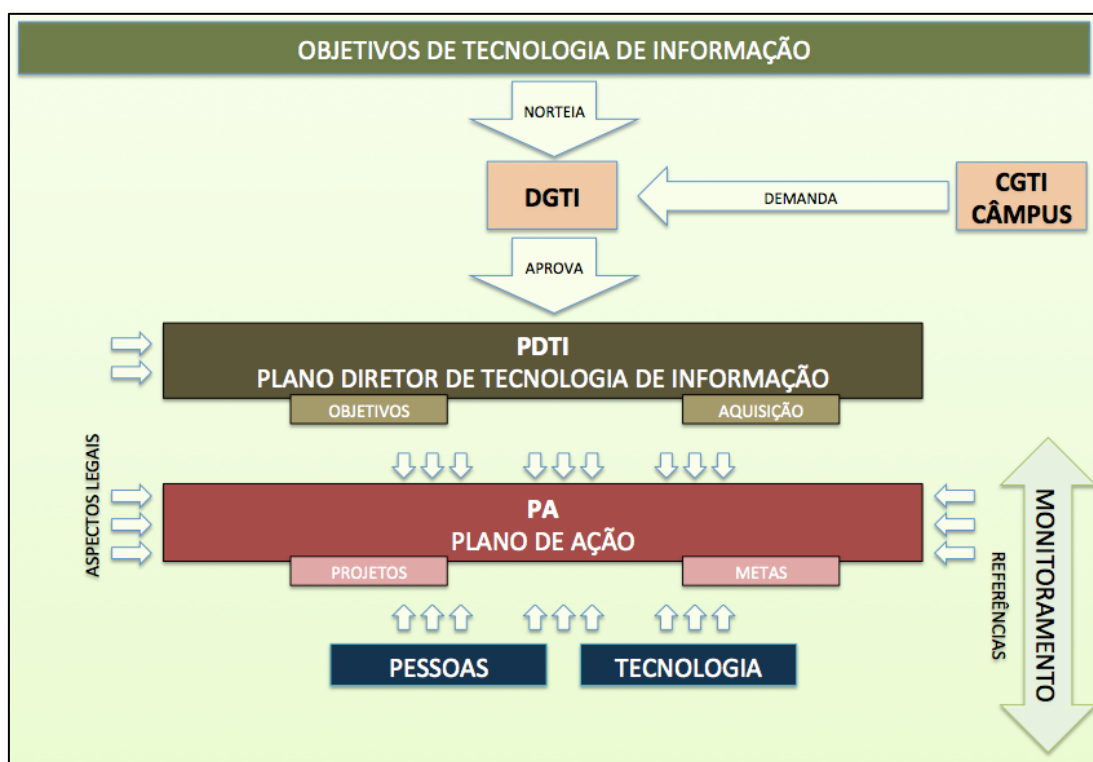 OBJETIVOS DE TECNOLOGIA DE INFORMAÇÃO
NORTEIA
DGTI
DEMANDA
CGTI
CÂMPUS
APROVA
PDTI
PLANO DIRETOR DE TECNOLOGIA DE INFORMAÇÃO
OBJETIVOS
AQUISIÇÃO
ASPECTOS LEGAIS
PA
PLANO DE AÇÃO
PROJETOS
METAS
REFERÊNCIAS
MONITORAMENTO
PESSOAS
TECNOLOGIA